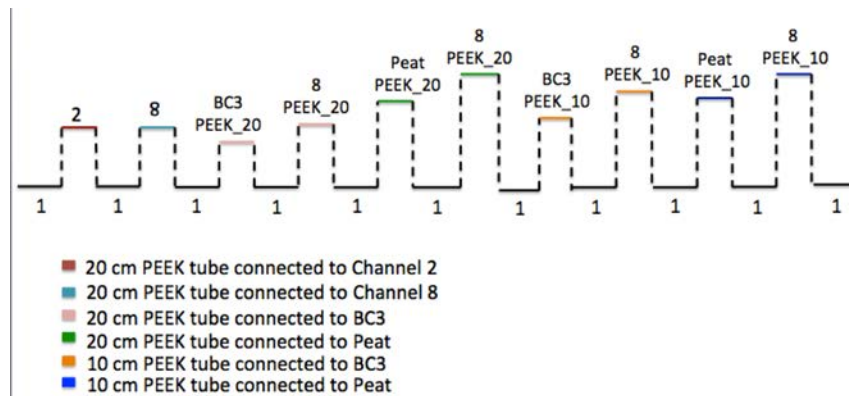 2
8
BC3
PEEK_20
8
PEEK_20
Peat
PEEK_20
8
PEEK_20
BC3
PEEK_10
8
PEEK_10
Peat
PEEK_10
8
PEEK_10
1 1 1 1 1 1 1 1 1 1 1
20 cm PEEK tube connected to Channel 2
20 cm PEEK tube connected to Channel 8
20 cm PEEK tube connected to BC3
20 cm PEEK tube connected to Peat
10 cm PEEK tube connected to BC3
10 cm PEEK tube connected to Peat